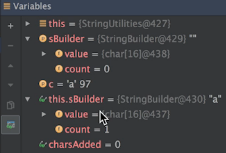 Variables
this = {StringUtilities@427}
sBuilder = {StringBuilder@429} ""
value = {char[16]@438}
count = 0
c = 'a' 97
this.sBuilder = {StringBuilder@430} "a"
value = {char[16]@437}
count = 1
charsAdded = 0